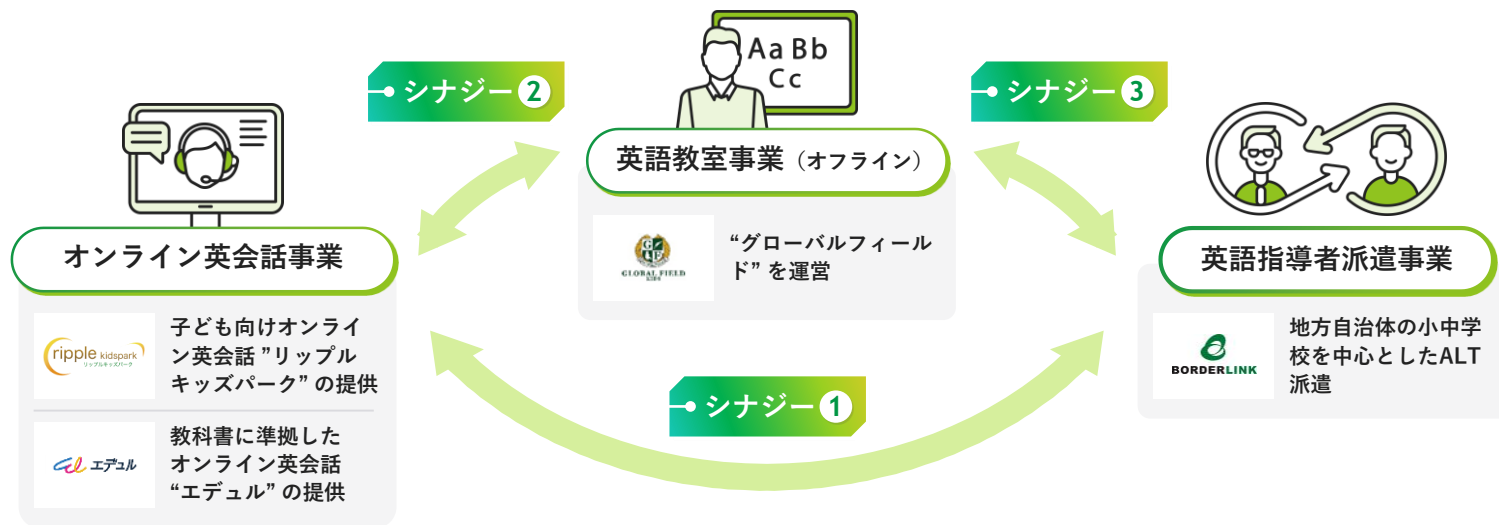 Aa Bb
Cc
シナジー 2
シナジー 3
英語教室事業（オフライン）
GLOBAL FIELD
KIDS
“グローバルフィール
ド” を運営
オンライン英会話事業
ripple kidspark
リップルキッズパーク
子ども向けオンライ
ン英会話 ”リップル
キッズパーク” の提供
エデュル
教科書に準拠した
オンライン英会話
“エデュル” の提供
英語指導者派遣事業
BORDERLINK
地方自治体の小中学
校を中心としたALT
派遣
シナジー 1